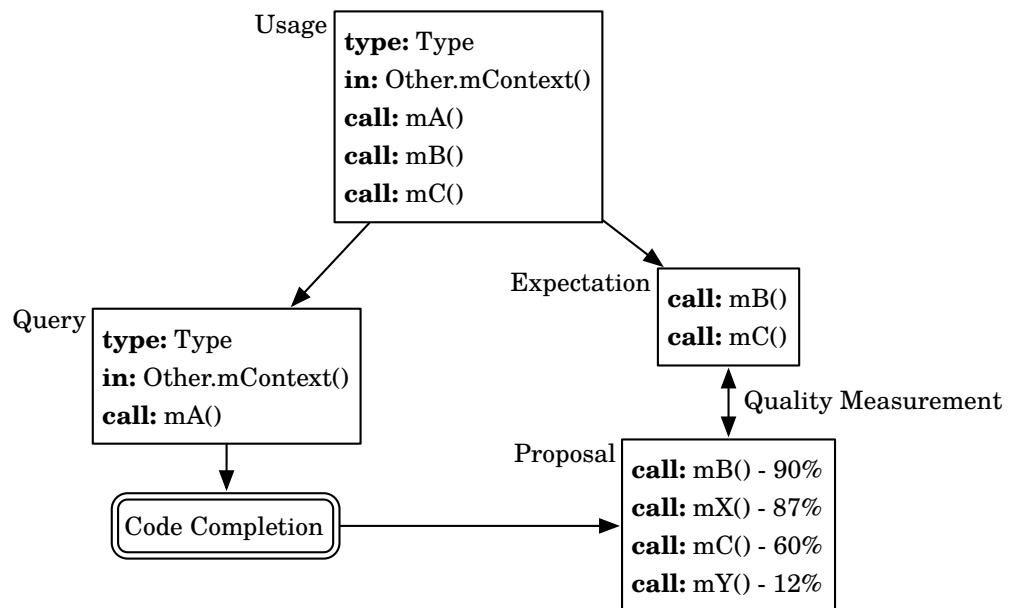 Usage
type: Type
in: Other.mContext()
call: mA()
call: mB()
call: mC()
Expectation
call: mB()
call: mC()
Query
type: Type
in: Other.mContext()
call: mA()
Quality Measurement
Proposal
call: mB() - 90%
call: mX() - 87%
call: mC() - 60%
call: mY() - 12%
Code Completion